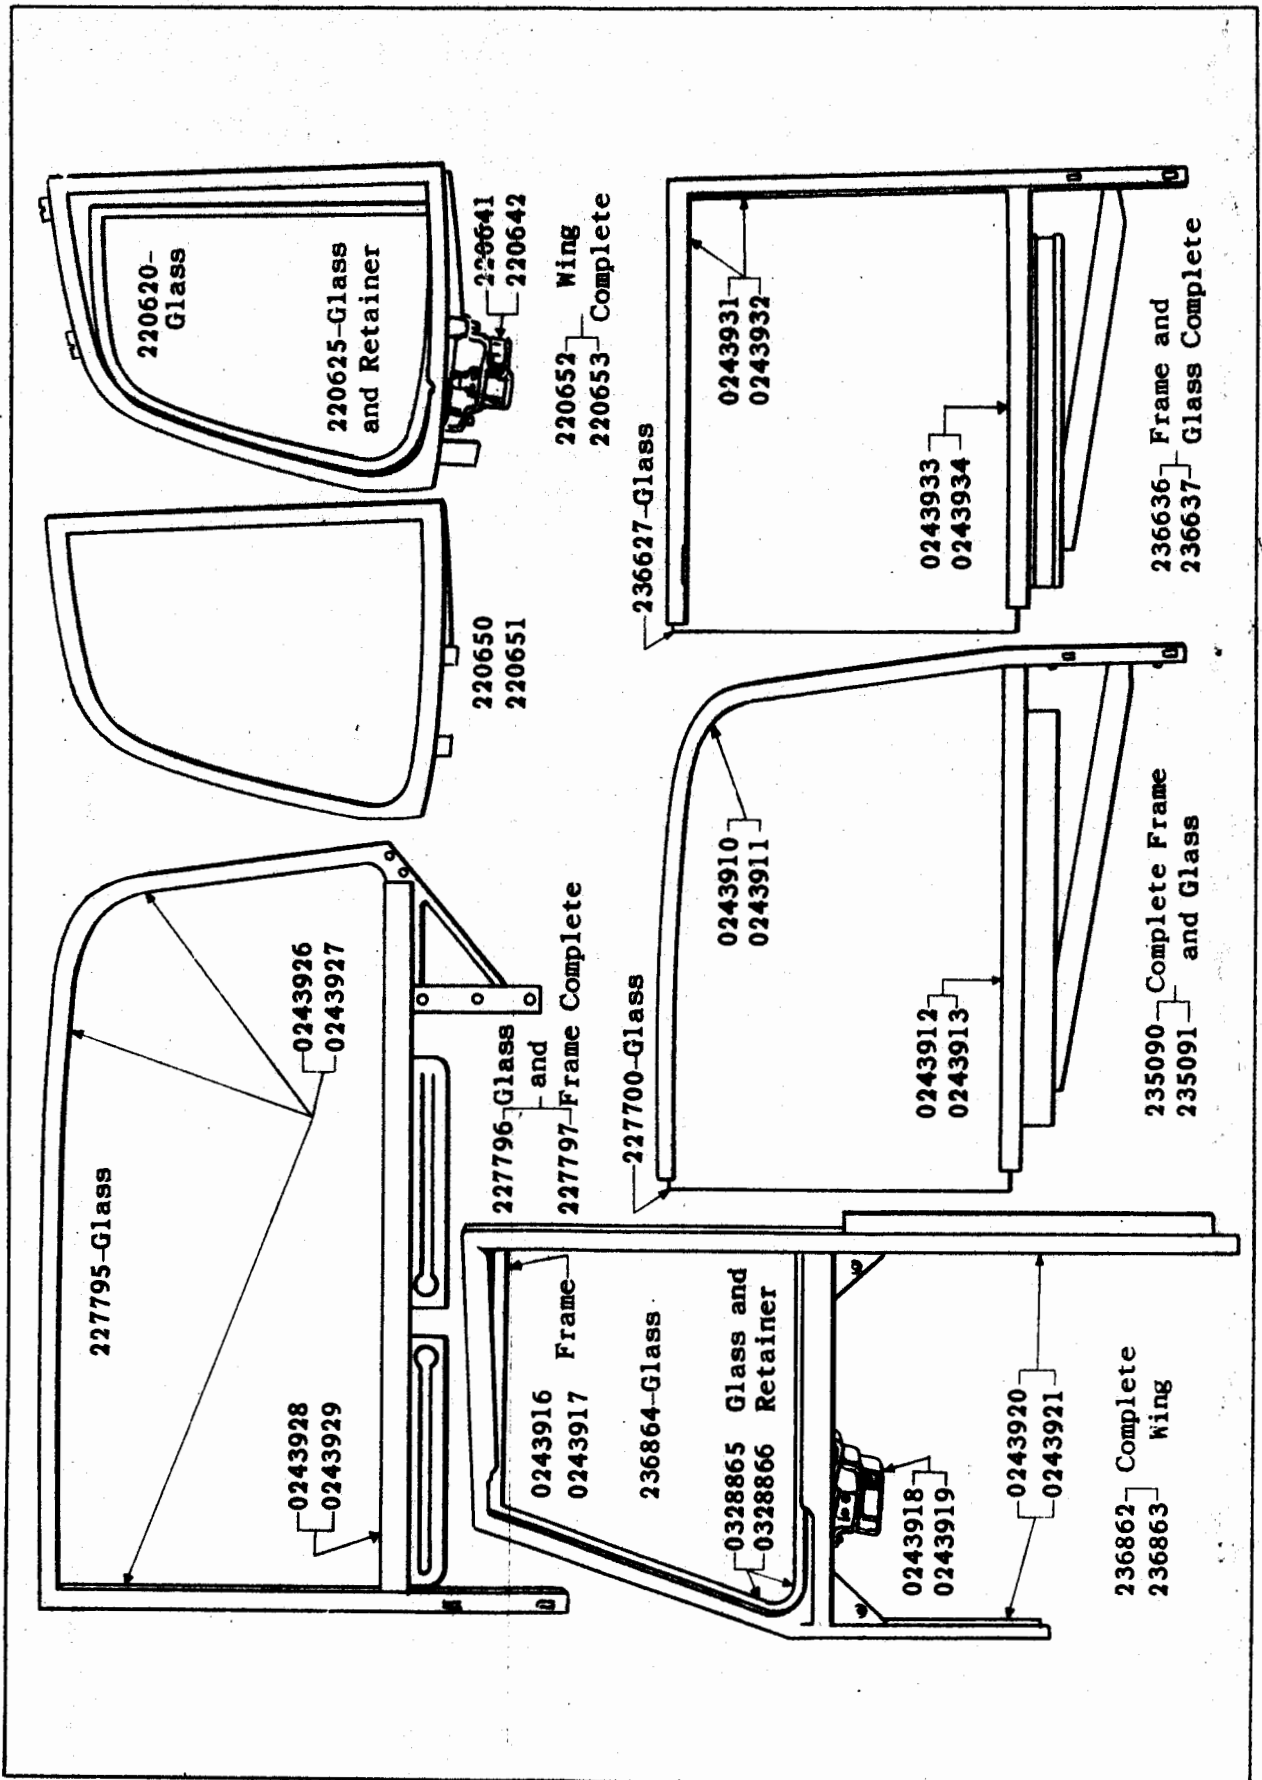 227795-Glass
0243926
0243927
0243928
0243929
227796 Glass
and
227797 Frame Complete
220650
220651
220620-
Glass
220625-Glass
and Retainer
220641
220642
220652 Wing
220653 Complete
0243916 Frame
0243917
236864-Glass
0328865 Glass and
0328866 Retainer
0243918
0243919
0243920
0243921
236862 Complete
236863 Wing
227700-Glass
0243910
0243911
0243912
0243913
235090 Complete Frame
235091 and Glass
236627-Glass
0243931
0243932
0243933
0243934
236636 Frame and
236637 Glass Complete